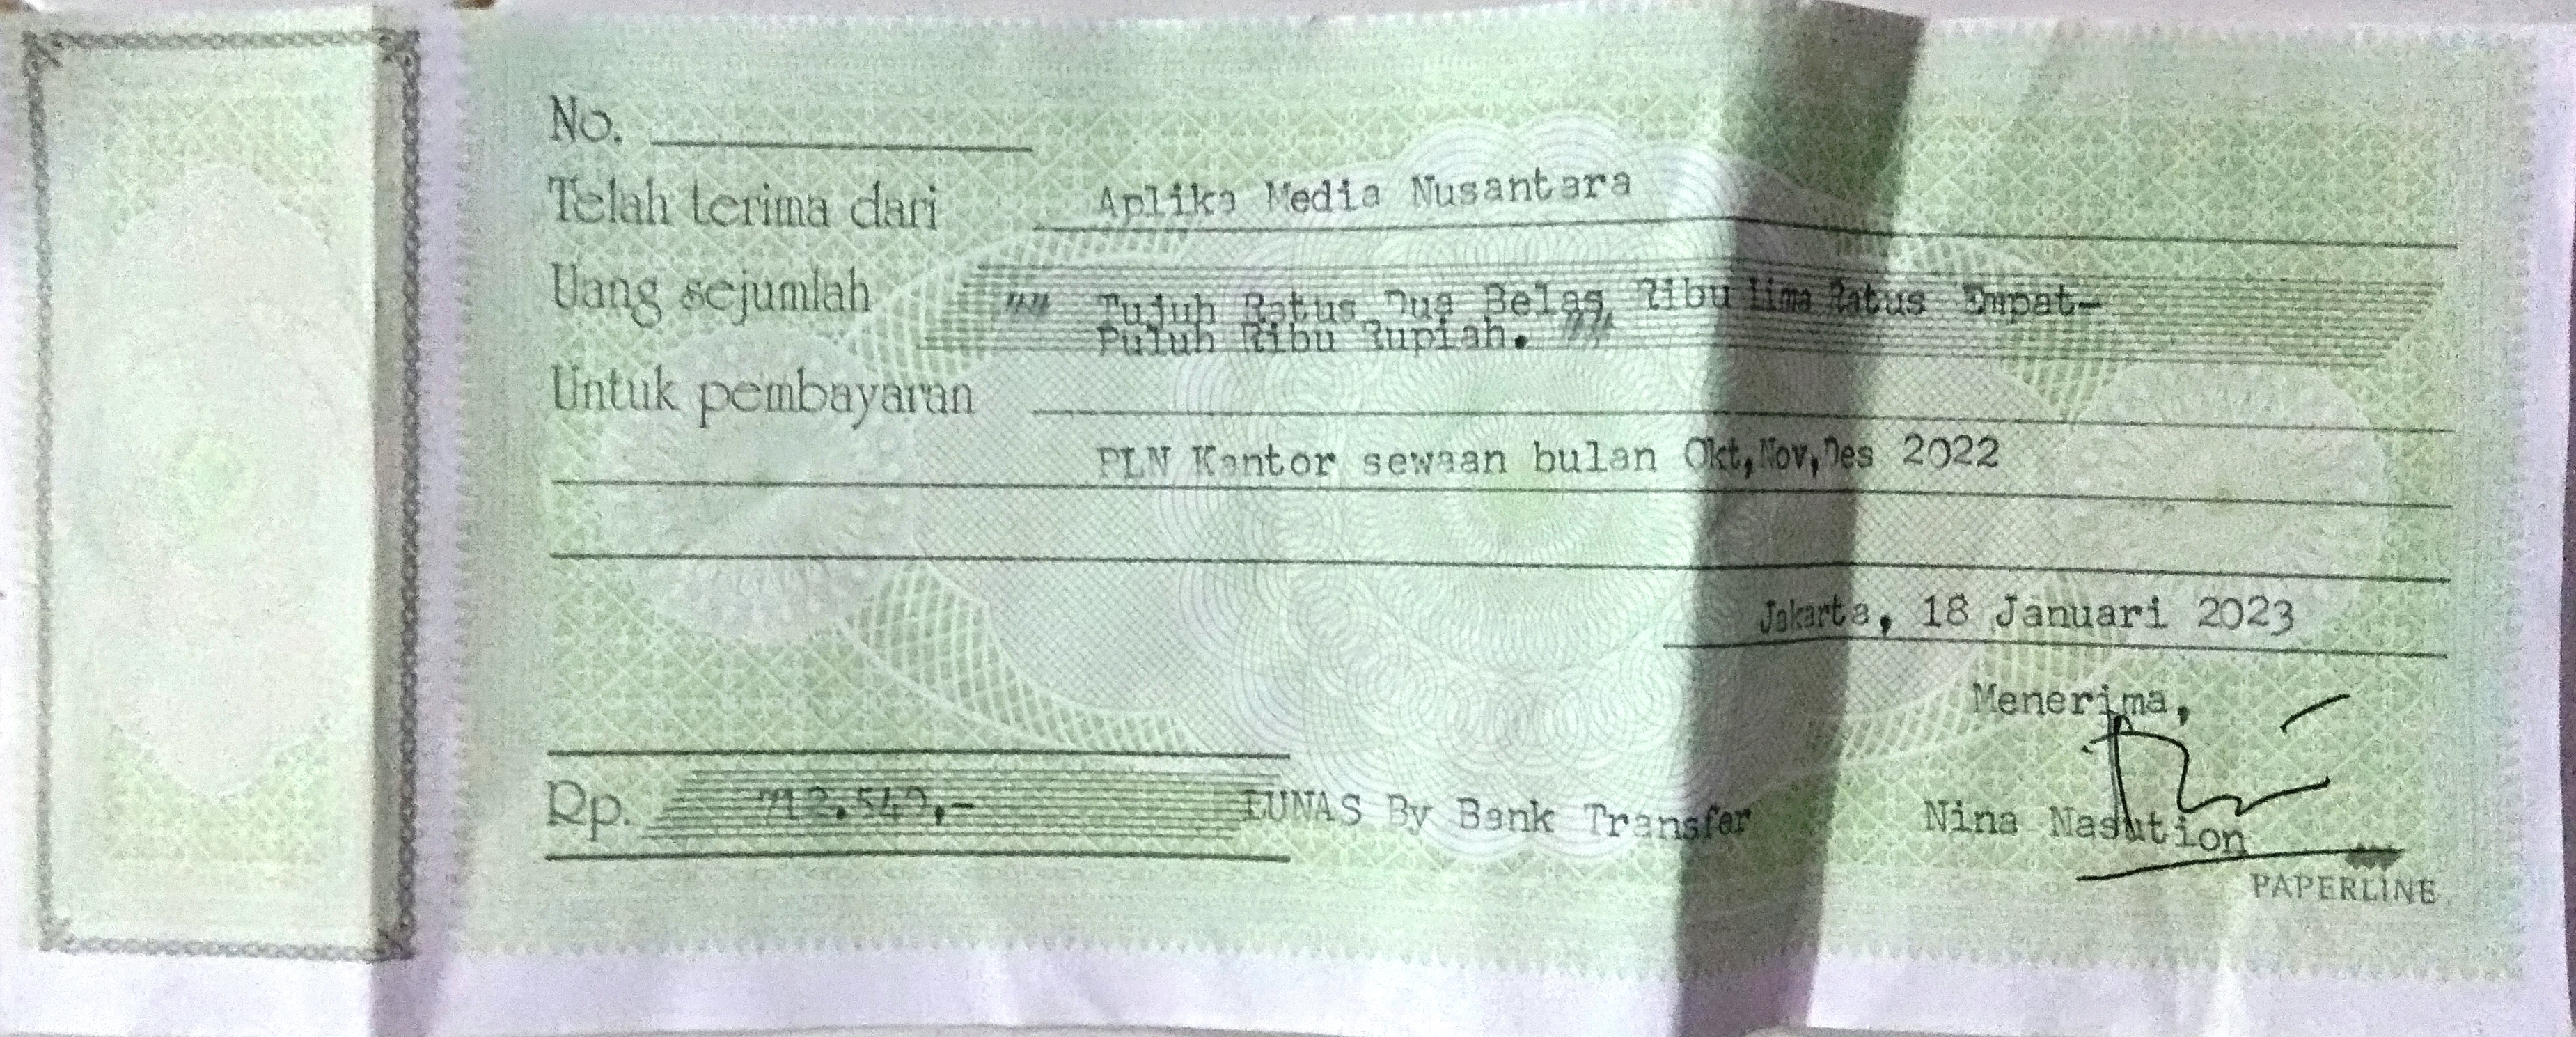 No.
Telah terima dari Aplika Media Nusantara
Uang sejumlah "" Tujuh Ratus Dua Belas Ribu Lima Ratus Empat-
Puluh Ribu Rupiah. ""
Untuk pembayaran
PLN Kantor sewaan bulan Okt,Nov,Des 2022
Jakarta, 18 Januari 2023
Menerima,
Rp. 712.540,- LUNAS By Bank Transfer Nina Nasution
PAPERLINE